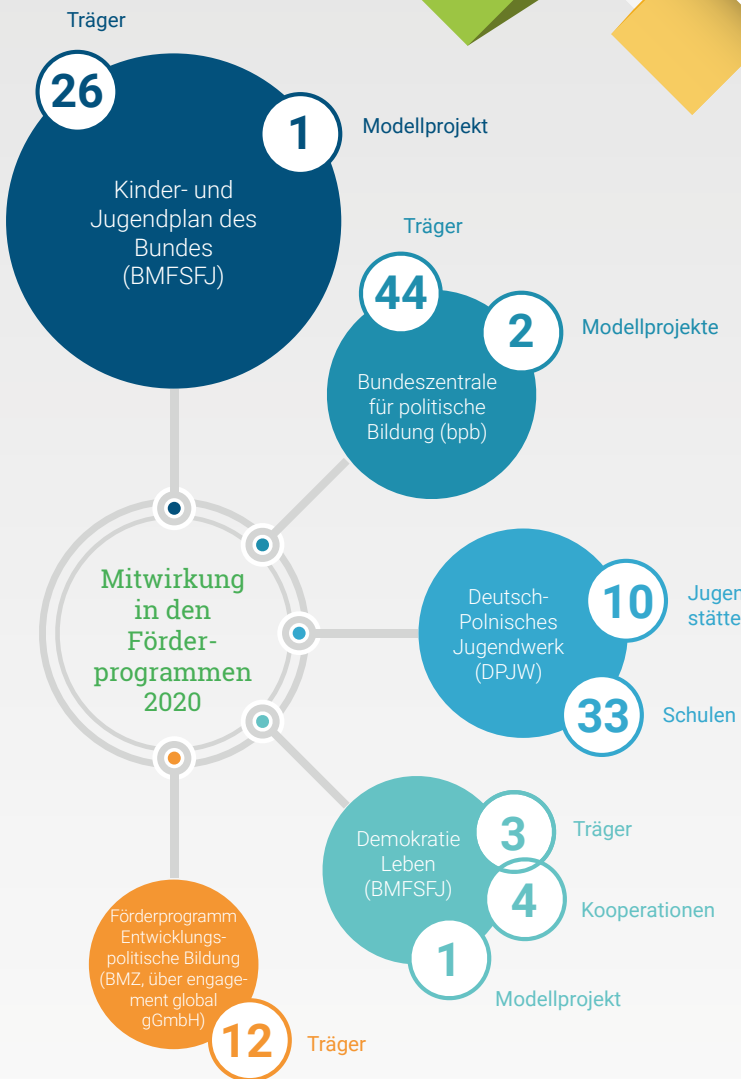 Träger
26
1
Modellprojekt
Kinder- und
Jugendplan des
Bundes
(BMFSFJ)
Träger
44
2
Modellprojekte
Bundeszentrale
für politische
Bildung (bpb)
Mitwirkung
in den
Förder-
programmen
2020
Deutsch-
Polnisches
Jugendwerk
(DPJW)
10
33
Schulen
Demokratie
Leben
(BMFSFJ)
3
Träger
4
Kooperationen
1
Modellprojekt
Förderprogramm
Entwicklungs-
politische Bildung
(BMZ, über engage-
ment global
gGmbH)
12
Träger